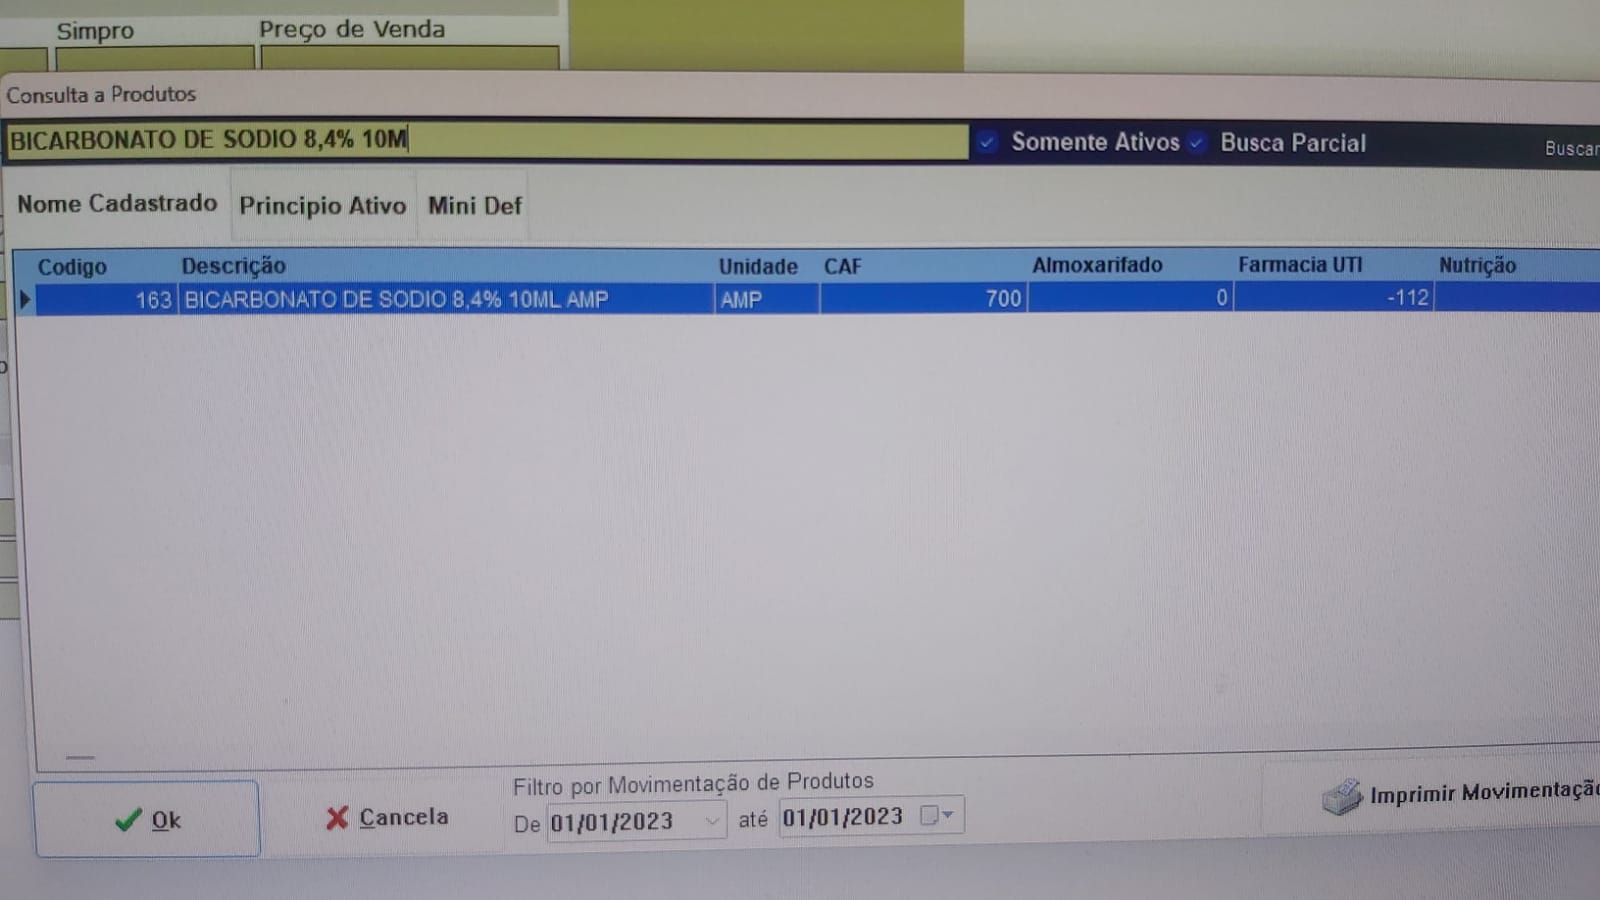 Simpro Preço de Venda
Consulta a Produtos
BICARBONATO DE SODIO 8,4% 10M Somente Ativos Busca Parcial Buscar
Nome Cadastrado Principio Ativo Mini Def
Codigo Descrição Unidade CAF Almoxarifado Farmacia UTI Nutrição
163 BICARBONATO DE SODIO 8,4% 10ML AMP AMP 700 0 -112
Filtro por Movimentação de Produtos
Ok Cancela De 01/01/2023 até 01/01/2023 Imprimir Movimentação